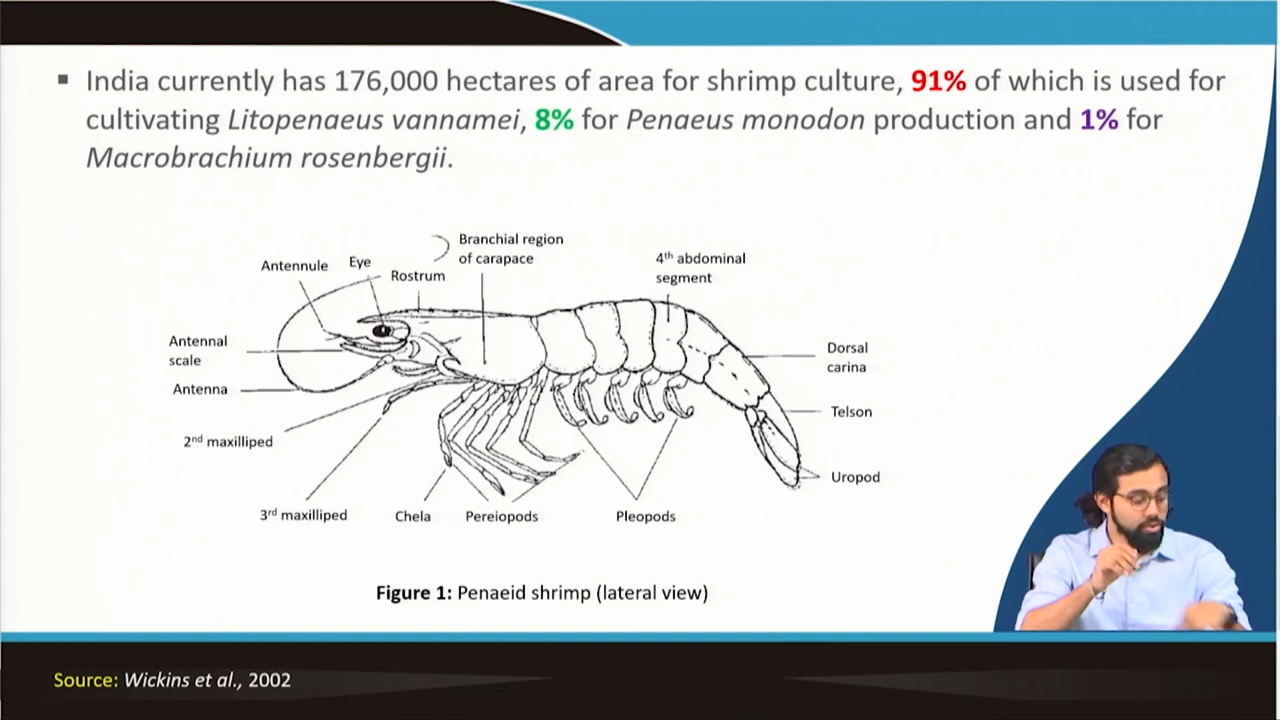 ▪ India currently has 176,000 hectares of area for shrimp culture, 91% of which is used for
cultivating Litopenaeus vannamei, 8% for Penaeus monodon production and 1% for
Macrobrachium rosenbergii.
Branchial region
of carapace
4th abdominal
segment
Antennule
Eye
Rostrum
Antennal
scale
Dorsal
carina
Antenna
Telson
2nd maxilliped
Uropod
3rd maxilliped
Chela
Pereiopods
Pleopods
Figure 1: Penaeid shrimp (lateral view)
Source: Wickins et al., 2002